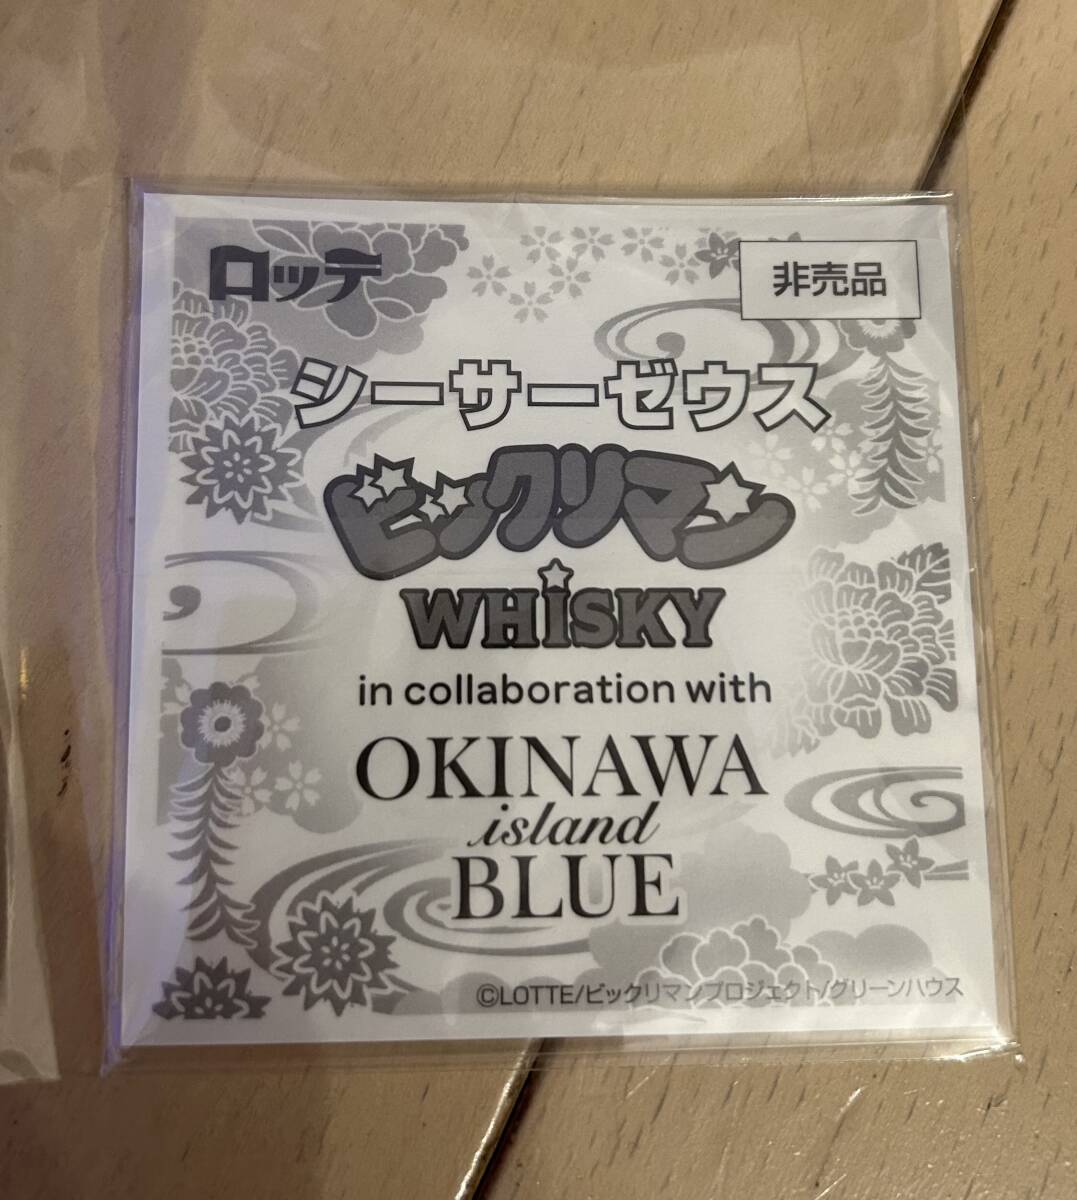 ロッテ
非売品
シーサーゼウス
ビックリマン
WHiSKY
in collaboration with
OKINAWA
island
BLUE
©LOTTE/ビックリマンプロジェクト/グリーンハウス